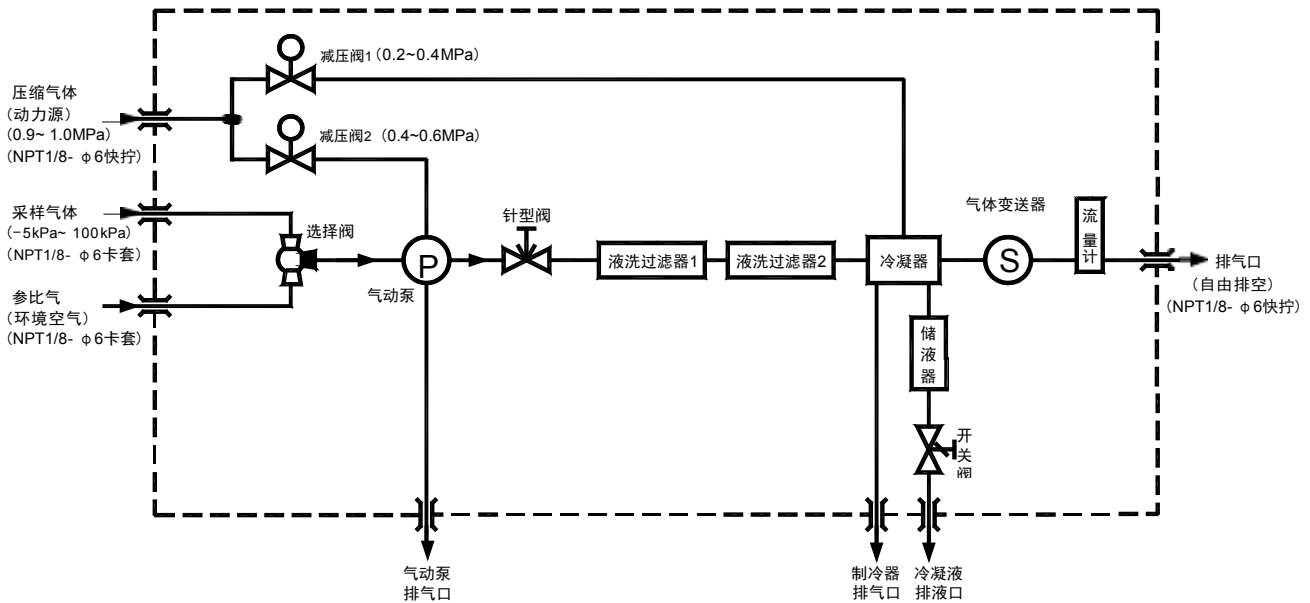 减压阀1（0.2~0.4MPa）
压缩气体
（动力源）
（0.9~ 1.0MPa）
（NPT1/8- φ6快拧）
减压阀2 （0.4~0.6MPa）
采样气体
（-5kPa~ 100kPa）
（NPT1/8- φ6卡套）
选择阀
针型阀
气体变送器
流量计
P
气动泵
液洗过滤器1
液洗过滤器2
冷凝器
S
排气口
（自由排空）
（NPT1/8- φ6快拧）
参比气
（环境空气）
（NPT1/8- φ6卡套）
储液器
开关阀
气动泵
排气口
制冷器
排气口
冷凝液
排液口